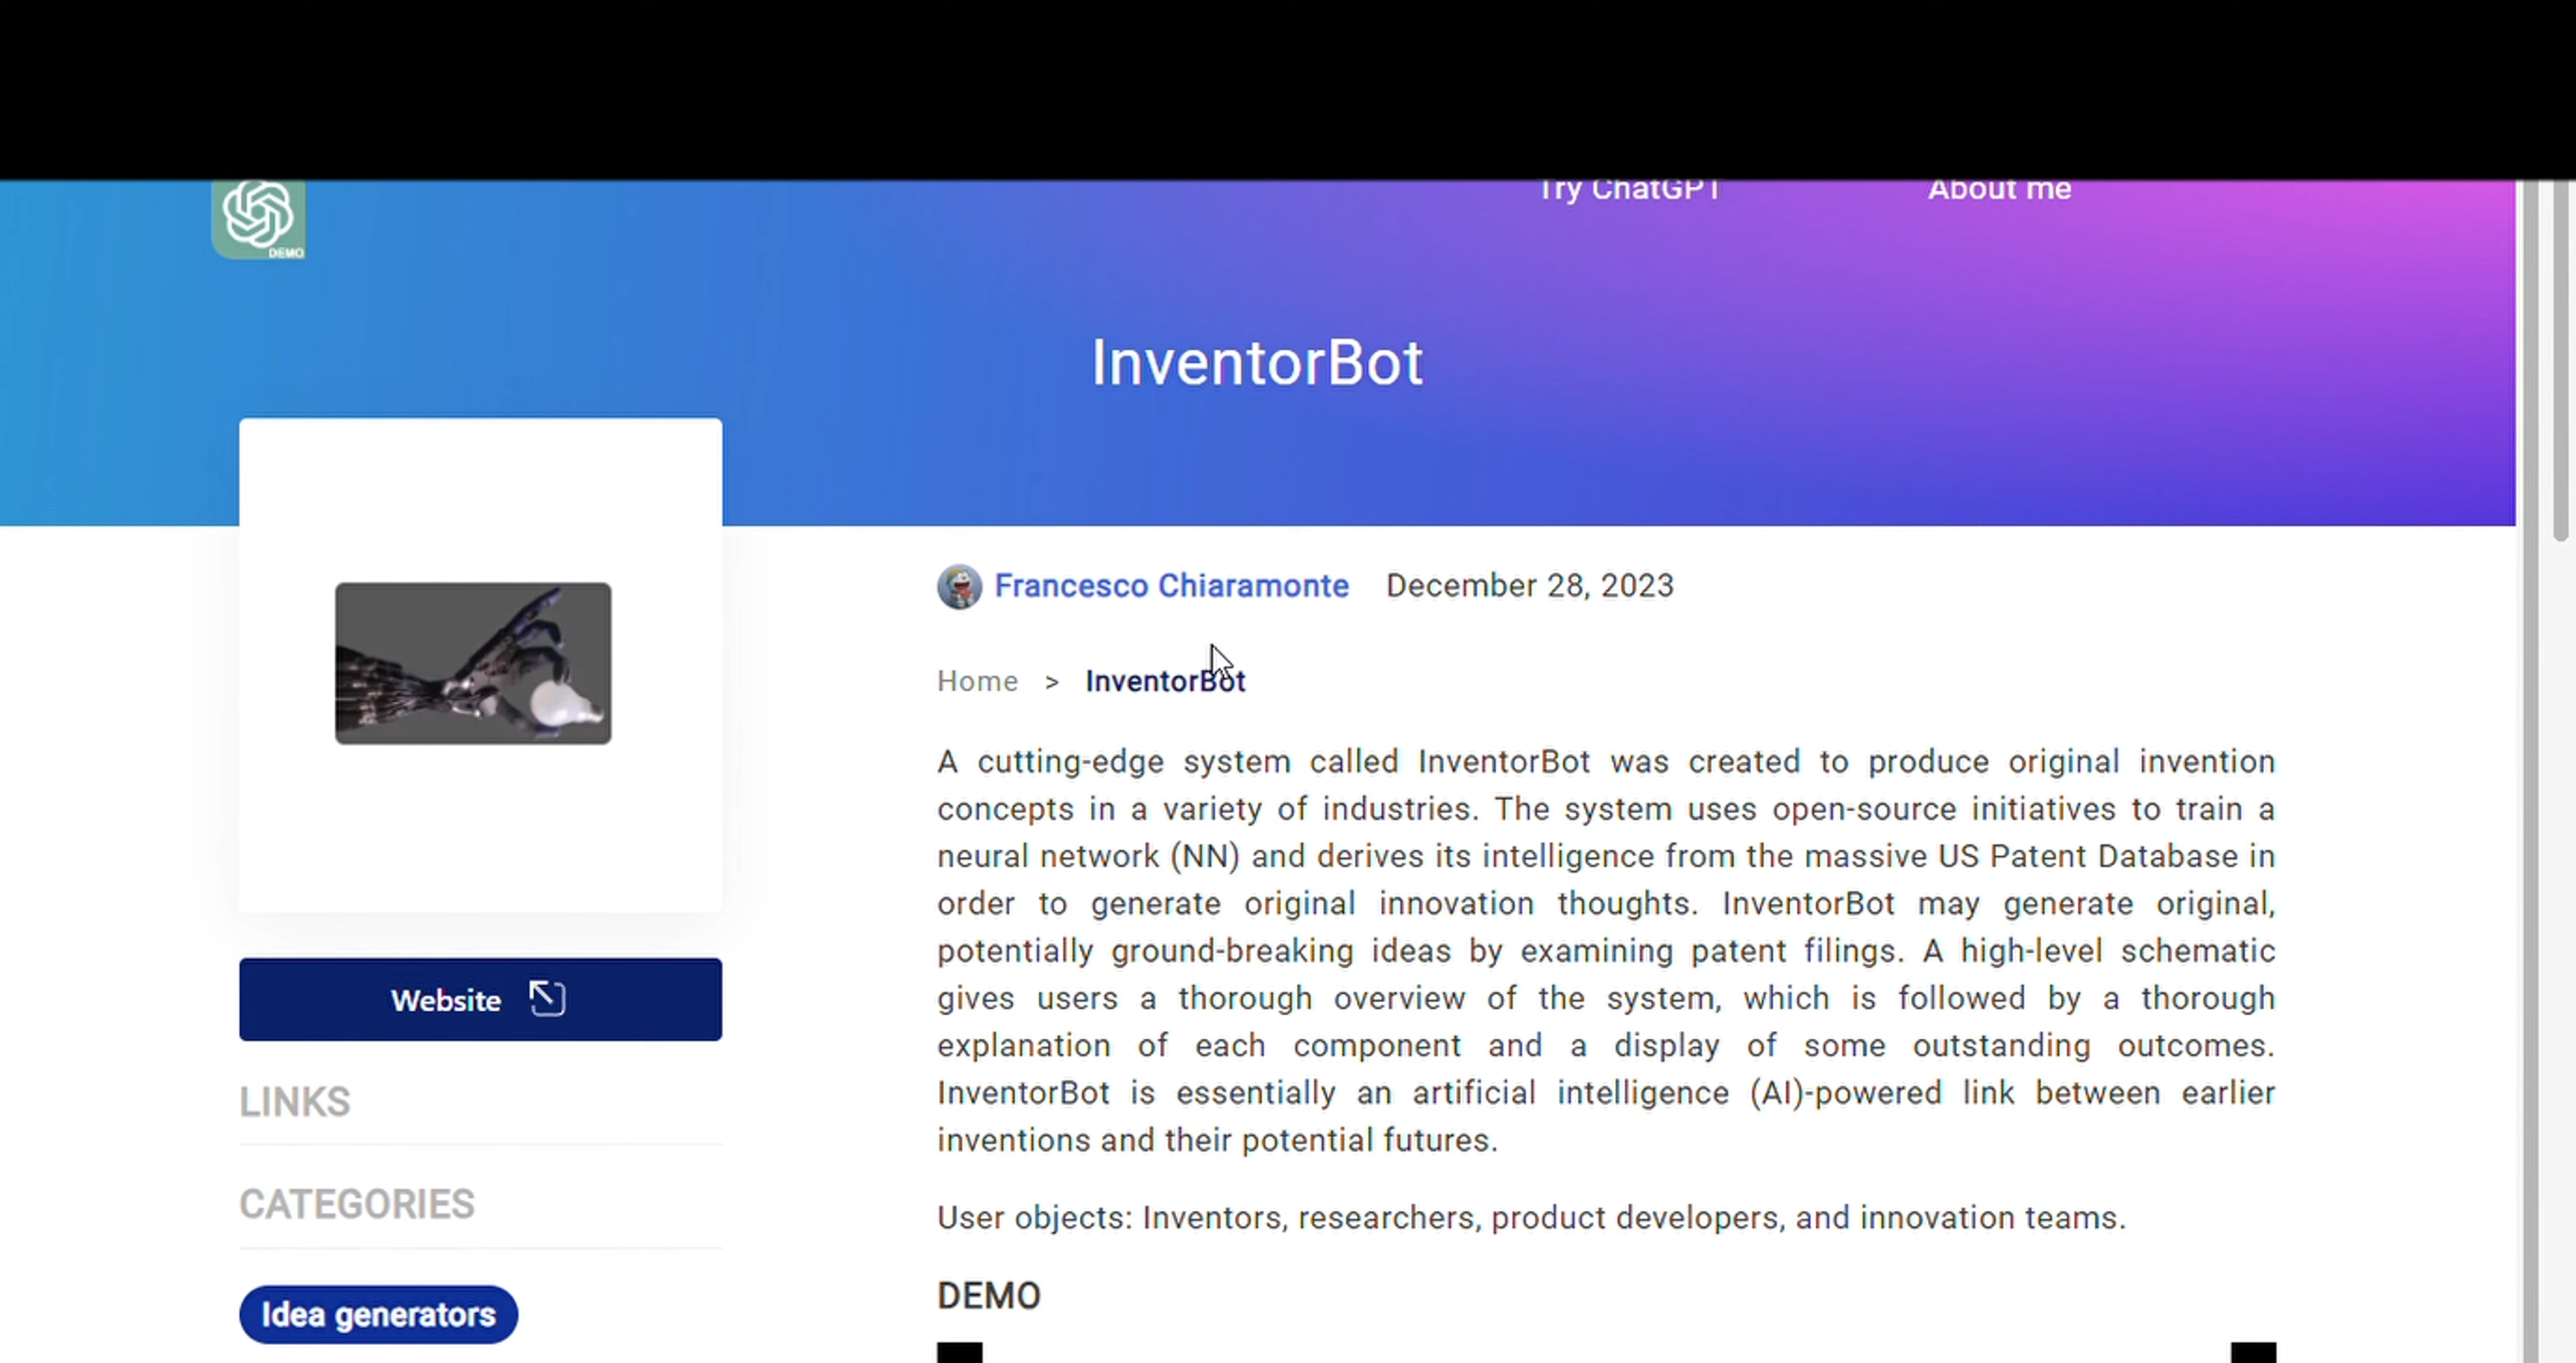 Try ChatGPT
About me
DEMO
InventorBot
Francesco Chiaramonte December 28, 2023
Home > InventorBot
A cutting-edge system called InventorBot was created to produce original invention
concepts in a variety of industries. The system uses open-source initiatives to train a
neural network (NN) and derives its intelligence from the massive US Patent Database in
order to generate original innovation thoughts. InventorBot may generate original,
potentially ground-breaking ideas by examining patent filings. A high-level schematic
gives users a thorough overview of the system, which is followed by a thorough
explanation of each component and a display of some outstanding outcomes.
InventorBot is essentially an artificial intelligence (AI)-powered link between earlier
inventions and their potential futures.
User objects: Inventors, researchers, product developers, and innovation teams.
DEMO
Website
LINKS
CATEGORIES
Idea generators